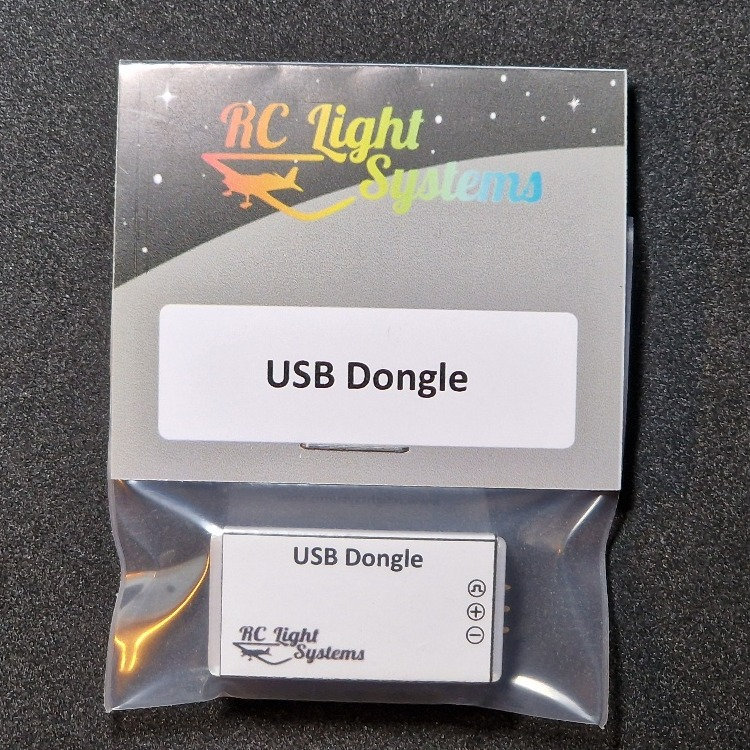 RC Light
Systems
USB Dongle
USB Dongle
RC Light
Systems
+
−